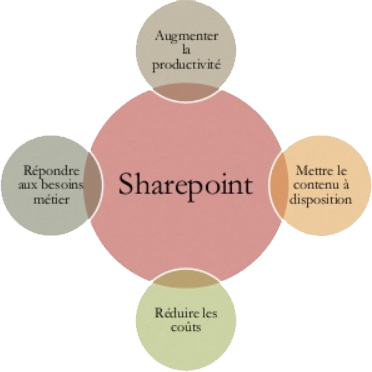 Augmenter
la
productivité
Répondre
aux besoins
métier
Sharepoint
Mettre le
contenu à
disposition
Réduire les
coûts